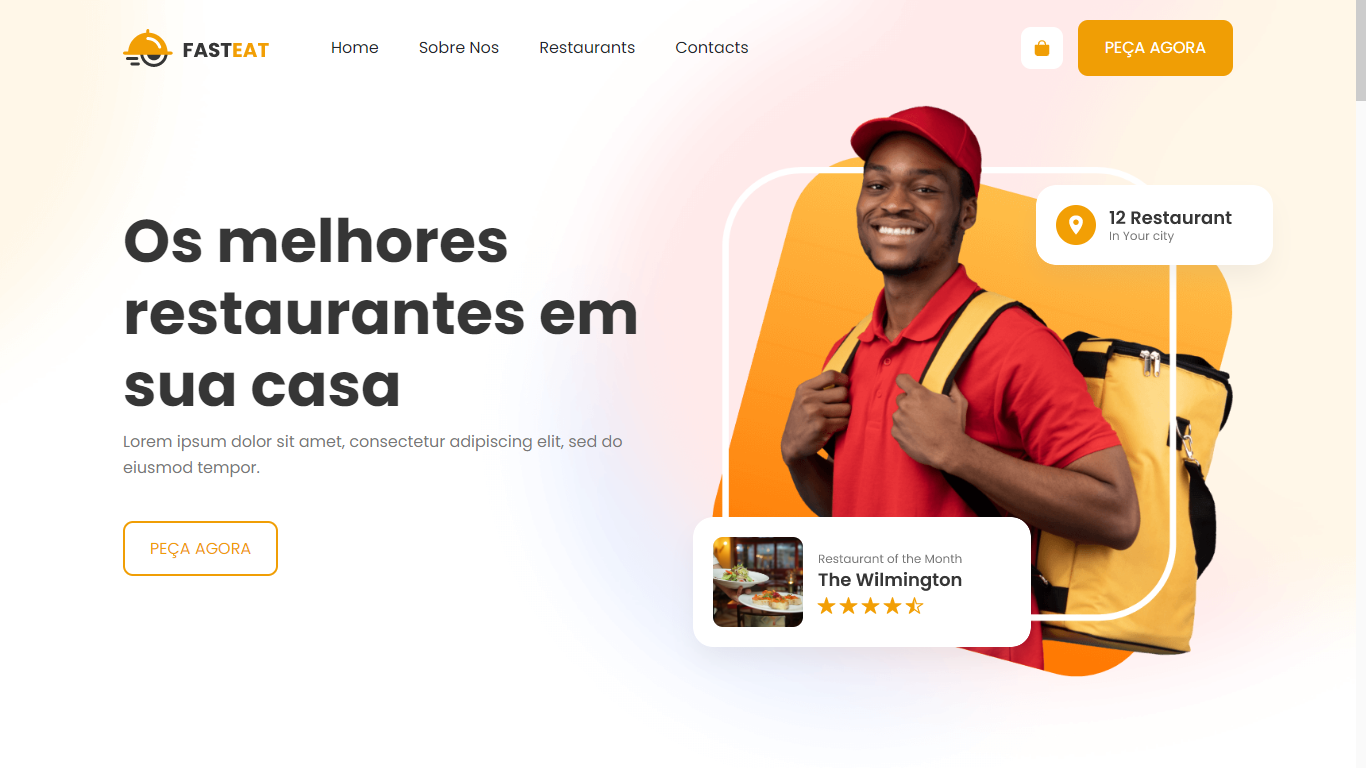 FASTEAT
Home
Sobre Nos
Restaurants
Contacts
PEÇA AGORA
12 Restaurant
In Your city
Os melhores
restaurantes em
sua casa
Lorem ipsum dolor sit amet, consectetur adipiscing elit, sed do
eiusmod tempor.
PEÇA AGORA
Restaurant of the Month
The Wilmington